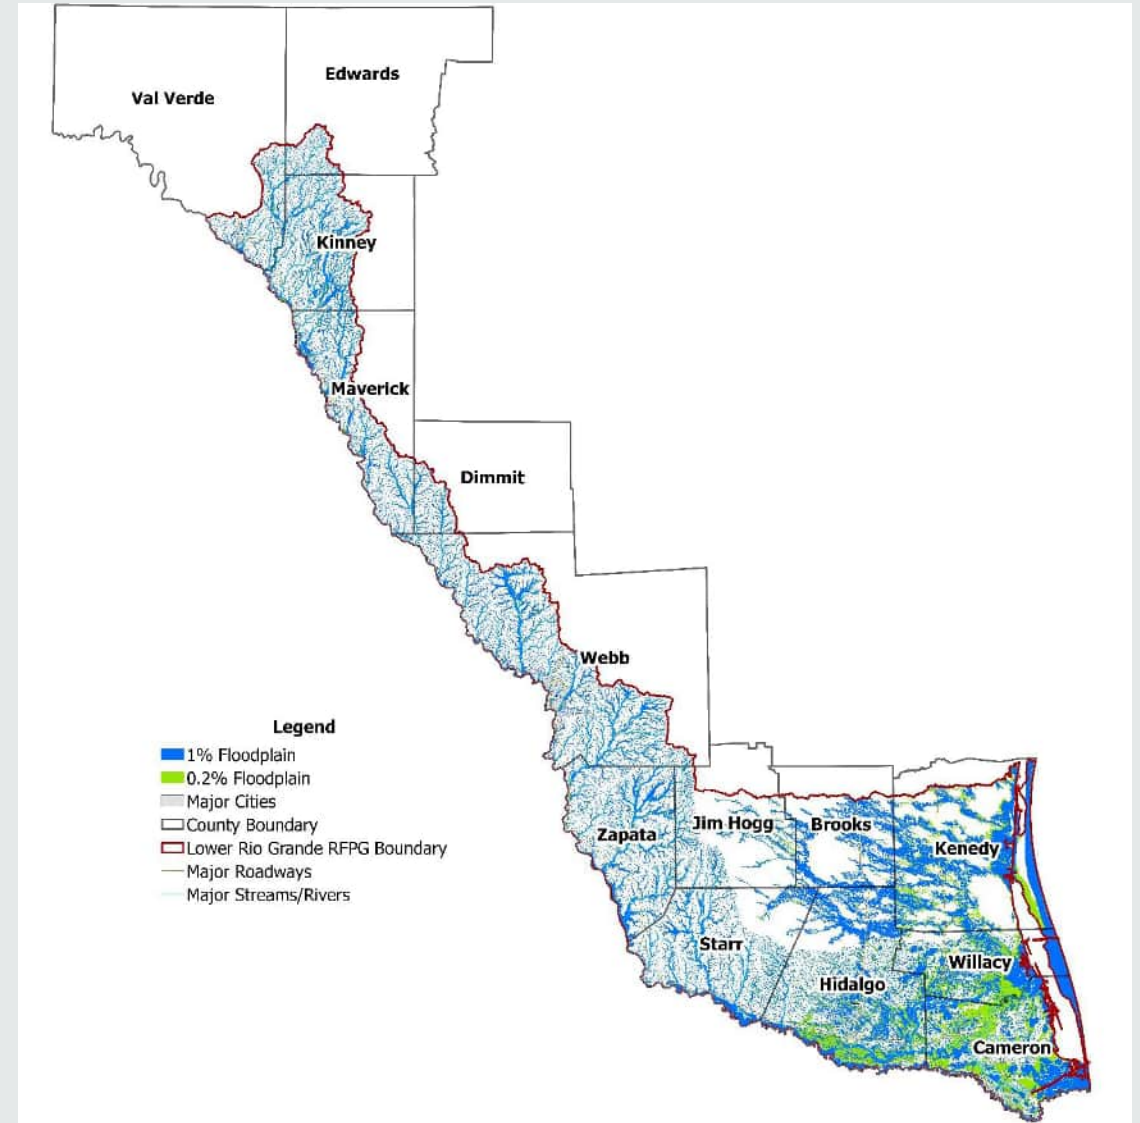 Edwards
Val Verde
Kinney
Maverick
Dimmit
Webb
Legend
1% Floodplain
0.2% Floodplain
Major Cities
County Boundary
Lower Rio Grande RFPG Boundary
Major Roadways
Major Streams/Rivers
Zapata
Jim Hogg
Brooks
Kenedy
Starr
Willacy
Hidalgo
Cameron